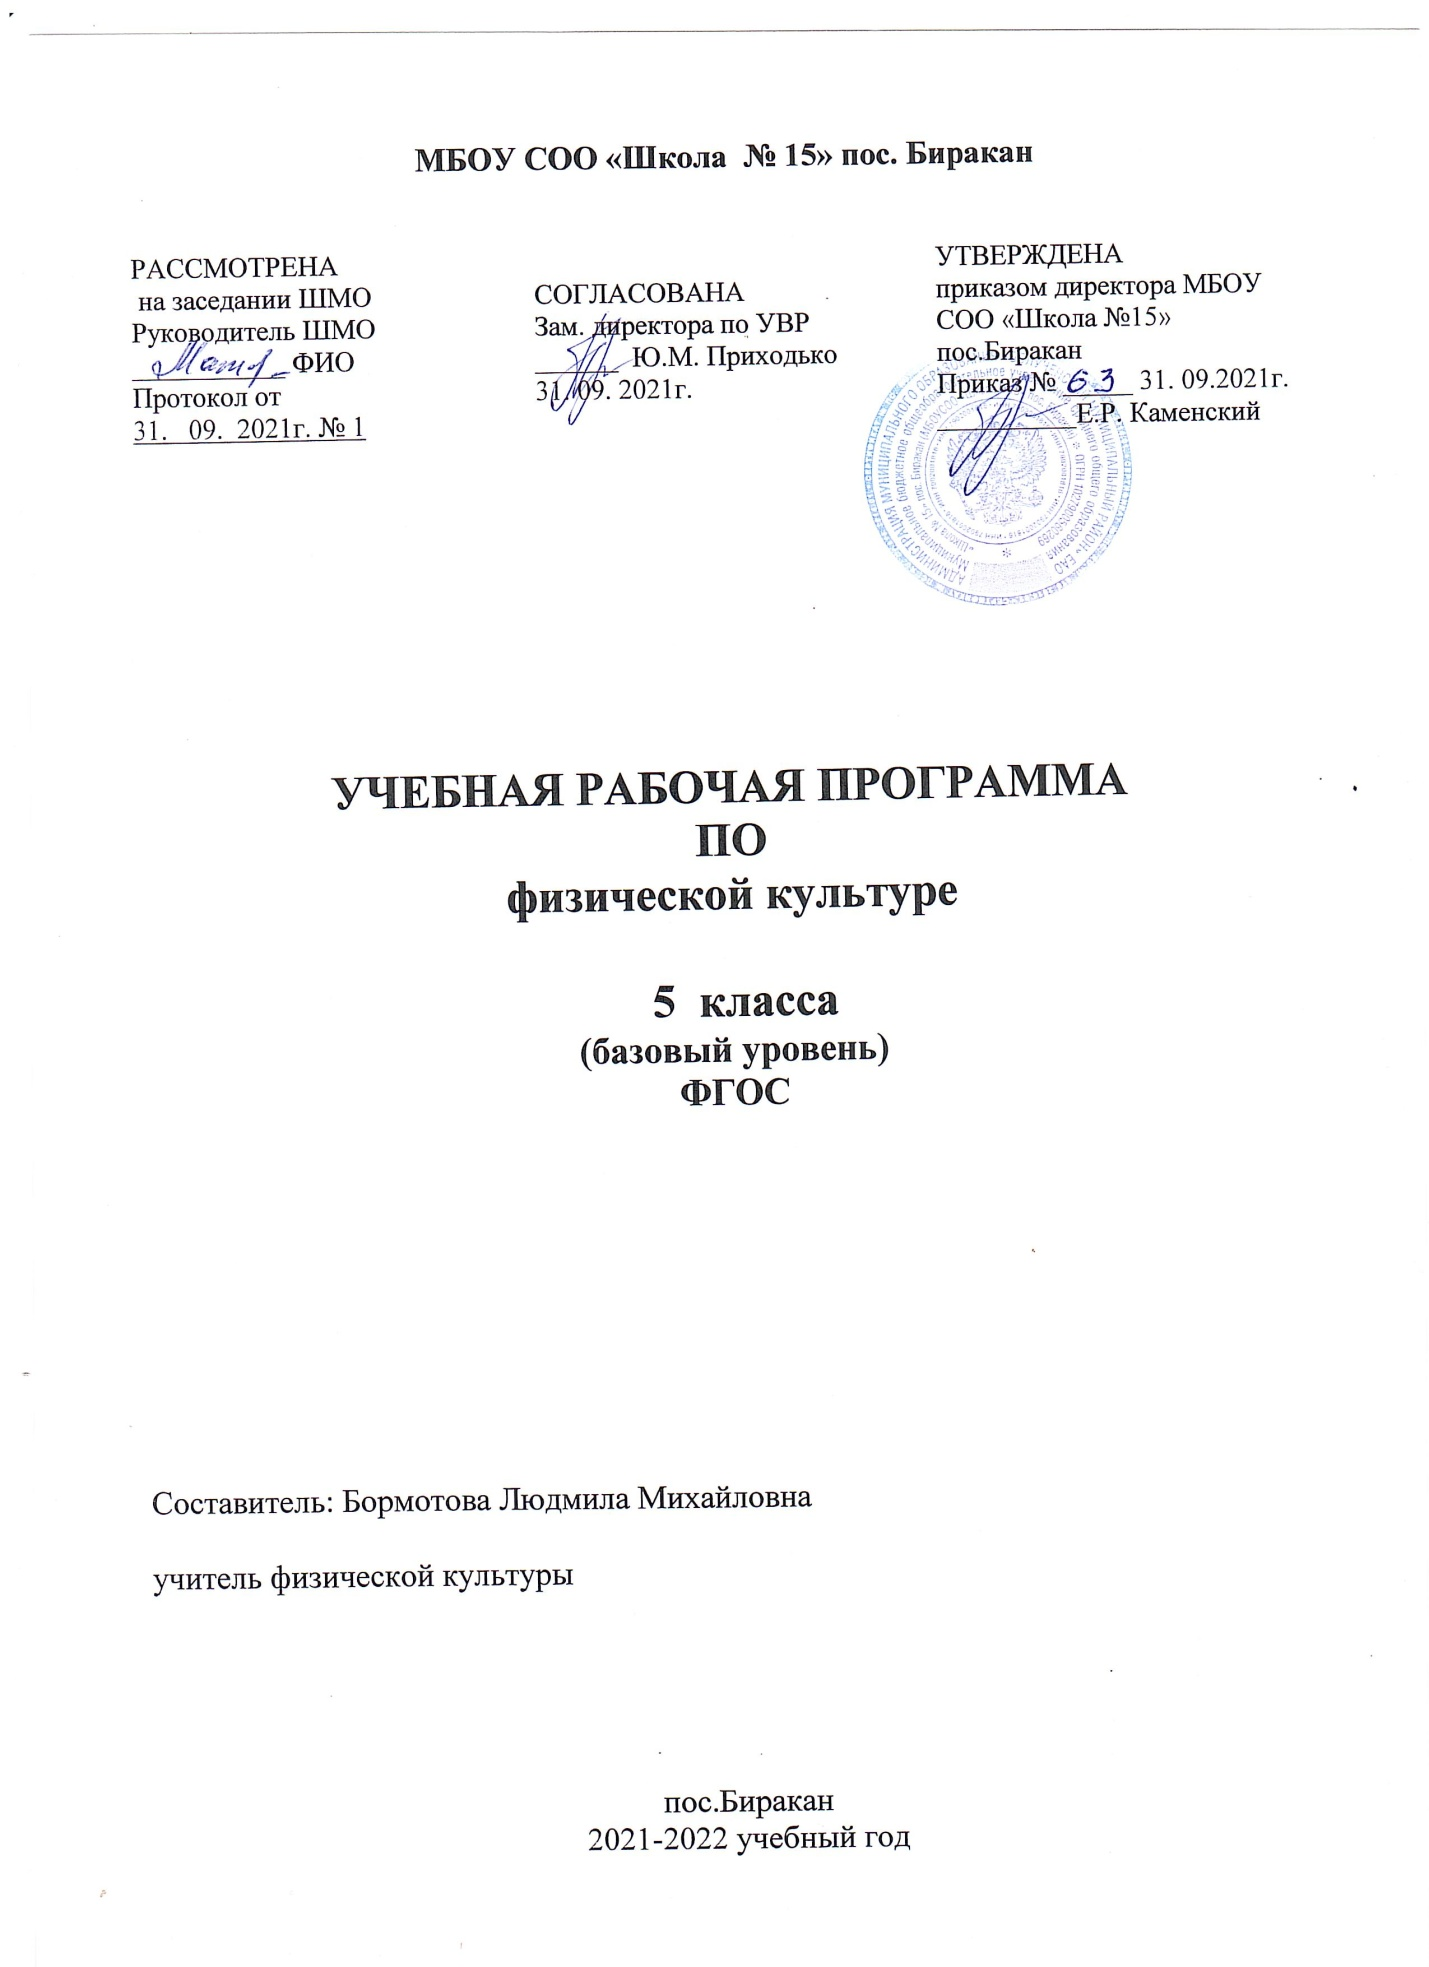 МБОУ СОО «Школа № 15» пос. Биракан
РАССМОТРЕНА
на заседании ШМО
Руководитель ШМО
ФИО
Протокол от
31. 09. 2021г. № 1
СОГЛАСОВАНА
Зам. директора по УВР
Ю.М. Приходько
31. 09. 2021г.
УТВЕРЖДЕНА
приказом директора МБОУ
СОО «Школа №15»
пос.Биракан
Приказ № 63 31. 09.2021г.
Е.Р. Каменский
УЧЕБНАЯ РАБОЧАЯ ПРОГРАММА
ПО
физической культуре
5 класса
(базовый уровень)
ФГОС
Составитель: Бормотова Людмила Михайловна
учитель физической культуры
пос.Биракан
2021-2022 учебный год